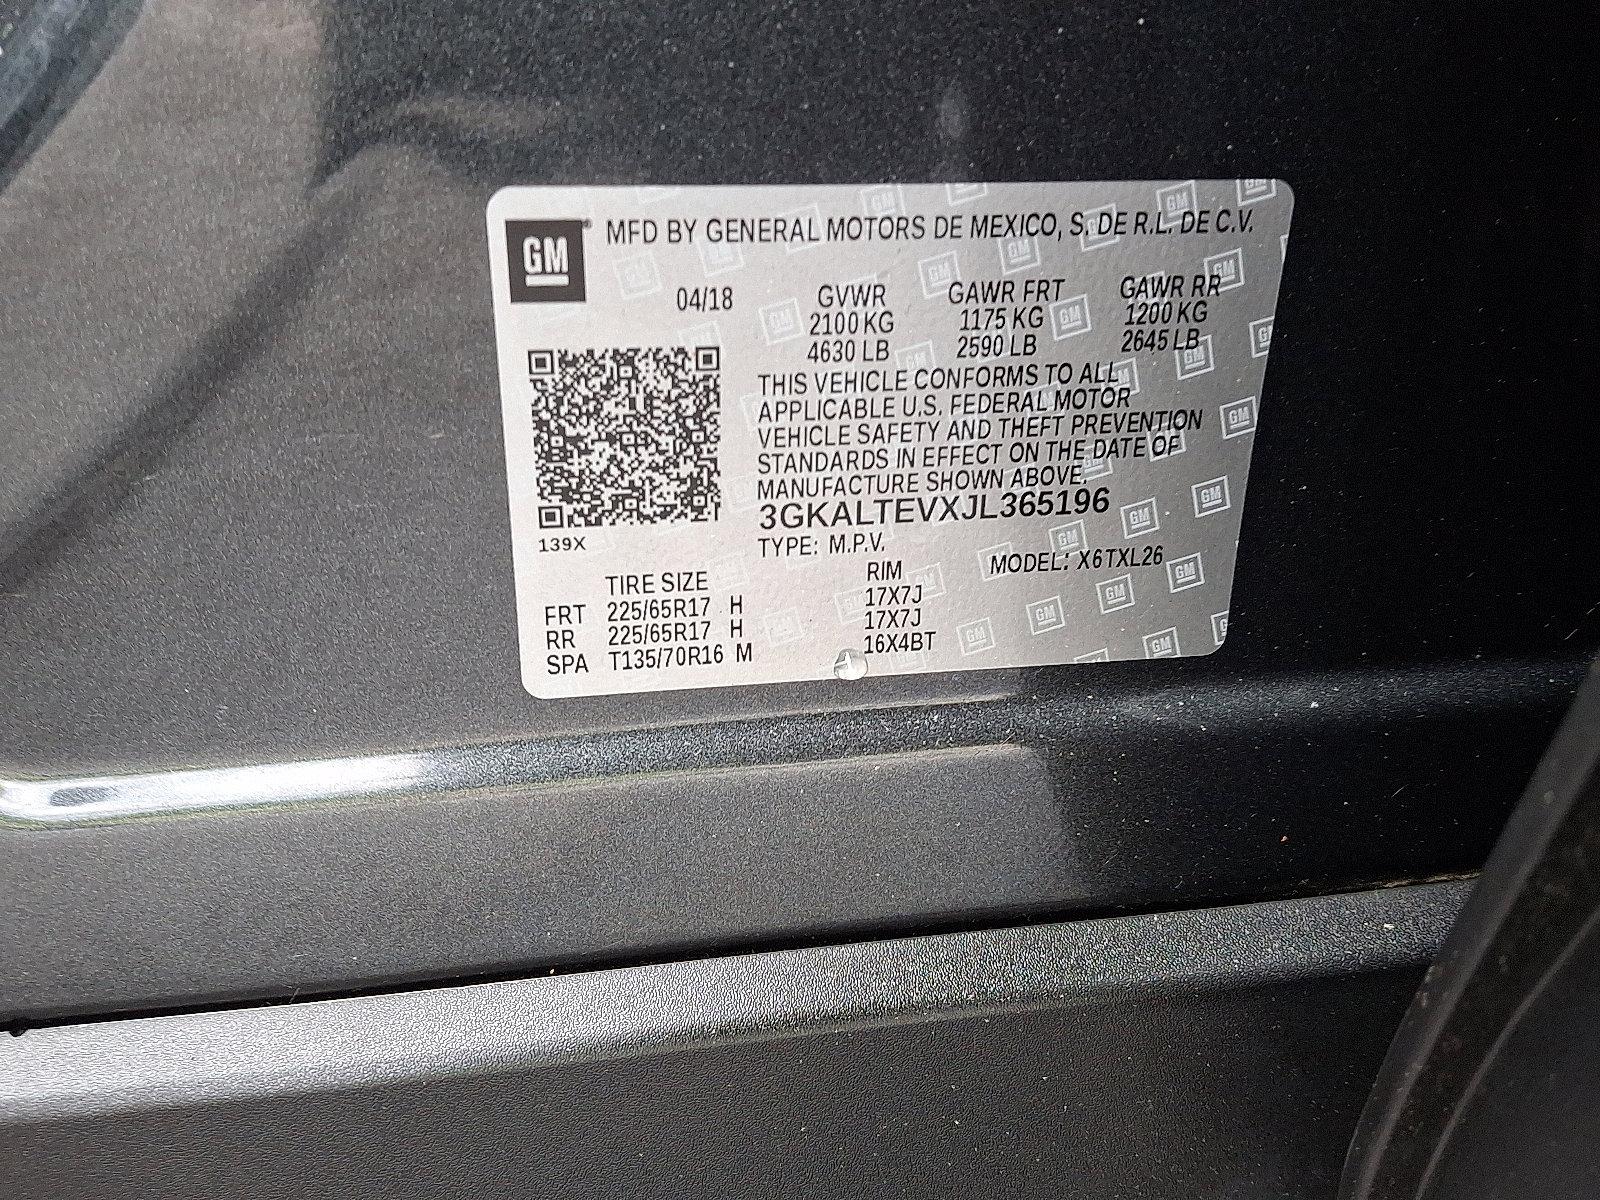 GM MFD BY GENERAL MOTORS DE MEXICO, S. DE R.L. DE C.V.
04/18 GVWR GAWR FRT GAWR RR
2100 KG 1175 KG 1200 KG
4630 LB 2590 LB 2645 LB
THIS VEHICLE CONFORMS TO ALL
APPLICABLE U.S. FEDERAL MOTOR
VEHICLE SAFETY AND THEFT PREVENTION
STANDARDS IN EFFECT ON THE DATE OF
MANUFACTURE SHOWN ABOVE.
3GKALTEVXJL365196
139X
TYPE: M.P.V. MODEL: X6TXL26
TIRE SIZE RIM
FRT 225/65R17 H 17X7J
RR 225/65R17 H 17X7J
SPA T135/70R16 M 16X4BT